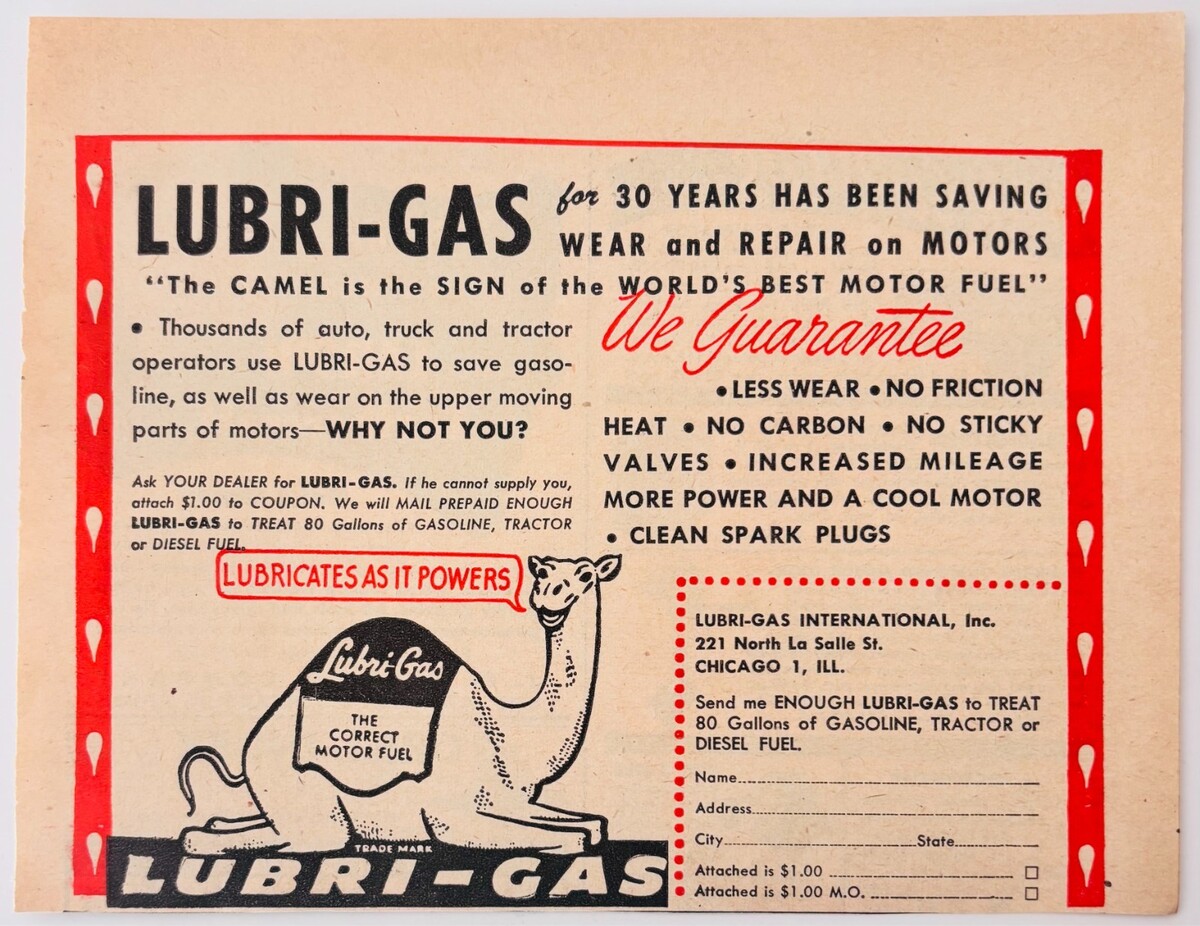 LUBRI-GAS for 30 YEARS HAS BEEN SAVING
WEAR and REPAIR on MOTORS
“The CAMEL is the SIGN of the WORLD'S BEST MOTOR FUEL”
• Thousands of auto, truck and tractor
operators use LUBRI-GAS to save gaso-
line, as well as wear on the upper moving
parts of motors—WHY NOT YOU?
Ask YOUR DEALER for LUBRI-GAS. If he cannot supply you,
attach $1.00 to COUPON. We will MAIL PREPAID ENOUGH
LUBRI-GAS to TREAT 80 Gallons of GASOLINE, TRACTOR
or DIESEL FUEL.
We Guarantee
• LESS WEAR • NO FRICTION
HEAT • NO CARBON • NO STICKY
VALVES • INCREASED MILEAGE
MORE POWER AND A COOL MOTOR
• CLEAN SPARK PLUGS
LUBRICATES AS IT POWERS
Lubri-Gas
THE
CORRECT
MOTOR FUEL
TRADE MARK
LUBRI-GAS
LUBRI-GAS INTERNATIONAL, Inc.
221 North La Salle St.
CHICAGO 1, ILL.
Send me ENOUGH LUBRI-GAS to TREAT
80 Gallons of GASOLINE, TRACTOR or
DIESEL FUEL.
Name
Address
City State
Attached is $1.00
Attached is $1.00 M.O.